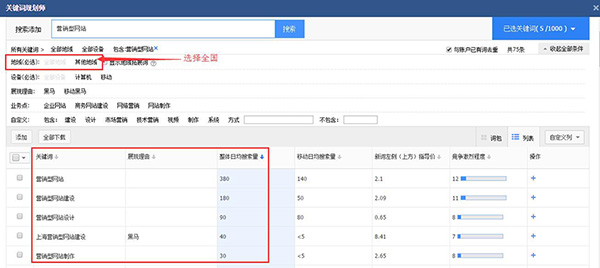 关键词规划师
搜索添加 营销型网站 搜索 已选关键词( 5 /1000 )
所有关键词 > 全部地域 全部设备 包含:营销型网站× 与账户已有词去重 共75条 收起全部条件
选择全国
地域(公选): 全部地域 其他地域 显示地域拓展词
设备(公选): 全部设备 计算机 移动
展现理由: 黑马 移动黑马
业务点: 企业网站 商务网站建设 网络营销 网站制作
自定义: 包含: 建设 设计 市场营销 技术营销 视频 制作 系统 方式 不包含:
添加 全部下载 词包 列表 自定义列
关键词 展现理由 整体日均搜索量 移动日均搜索量 新词左侧(上方)指导价 竞争激烈程度 操作
营销型网站 380 140 2.1 12 +
营销型网站建设 180 50 2.09 11 +
营销型网站设计 90 80 0.65 8 +
上海营销型网站建设 黑马 40 <5 8.41 7 +
营销型网站制作 30 <5 2.65 8 +